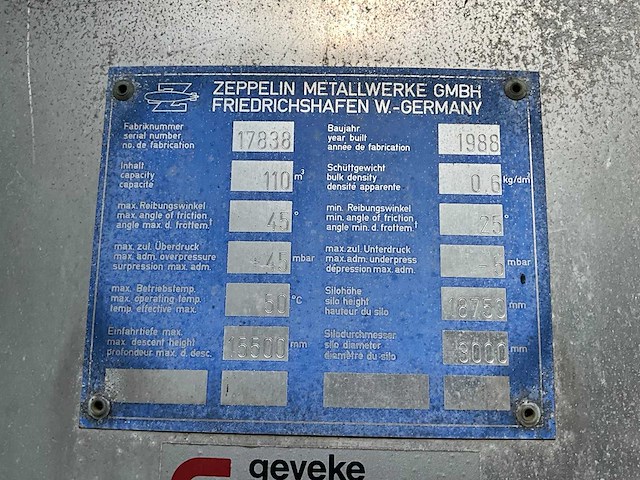 ZEPPELIN METALLWERKE GMBH
FRIEDRICHSHAFEN W.-GERMANY
Fabriknummer
serial number
no. de fabrication
17838
Baujahr
year built
année de fabrication
1988
Inhalt
capacity
capacité
110 m³
Schüttgewicht
bulk density
densité apparente
0,6 kg/dm³
max. Reibungswinkel
max. angle of friction
angle max. d. frottem.
45°
min. Reibungswinkel
min. angle of friction
angle min. d. frottem.
25°
max. zul. Überdruck
max. adm. overpressure
surpression max. adm.
mbar
max. zul. Unterdruck
max. adm. underpress
dépression max. adm.
mbar
max. Betriebstemp.
max. operating temp.
temp. effective max.
50 °C
Silohöhe
silo height
hauteur du silo
mm
Einfahrtiefe max.
max. descent height
profondeur max. d. desc.
15500 mm
Silodurchmesser
silo diameter
diamètre du silo
3000 mm
geveke